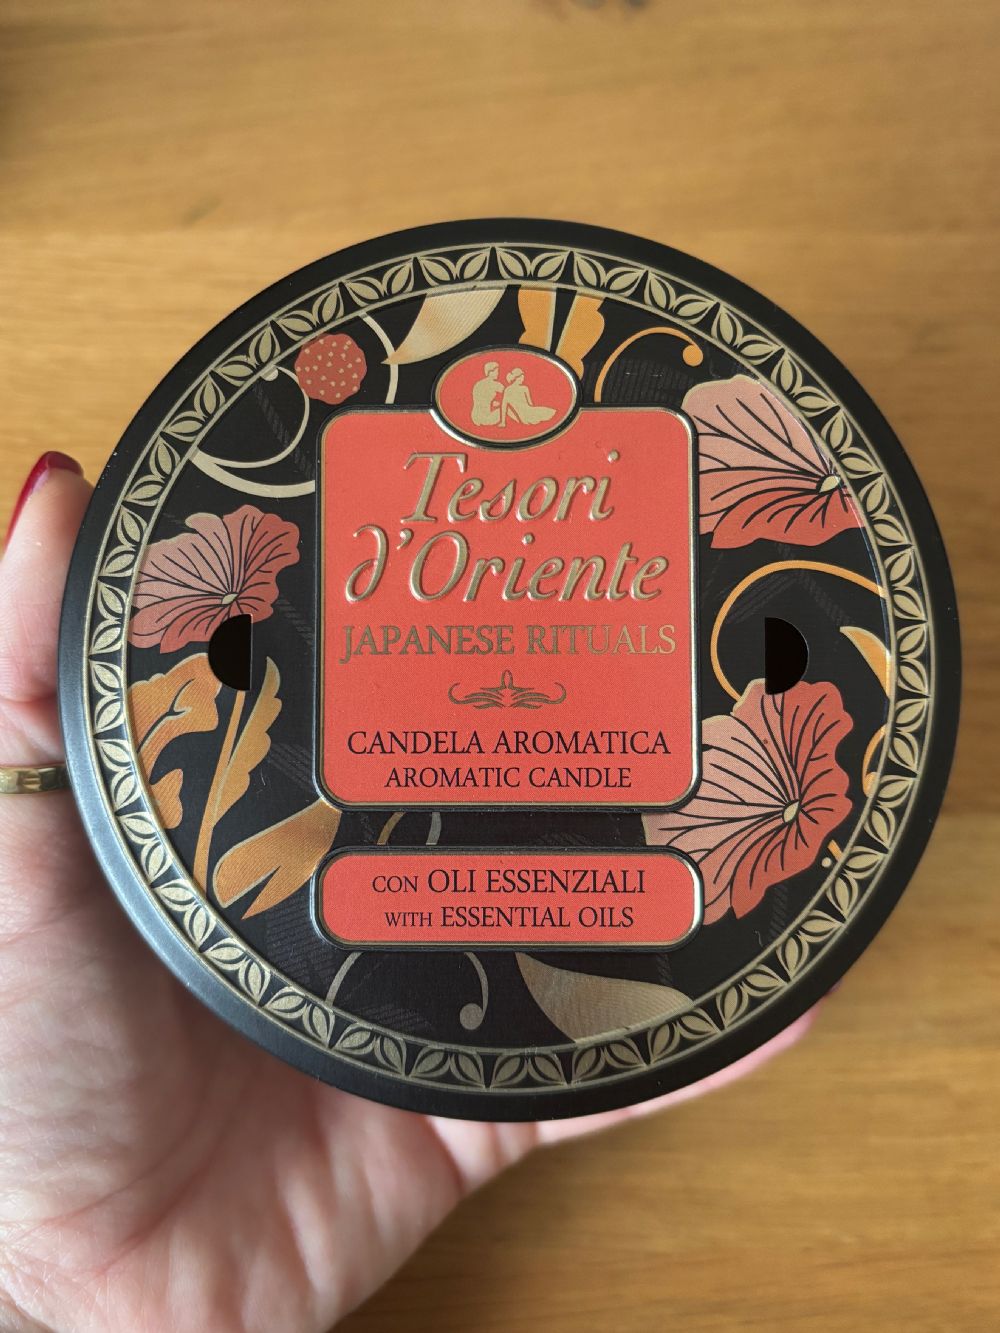 Tesori
d'Oriente
JAPANESE RITUALS
CANDELA AROMATICA
AROMATIC CANDLE
CON OLI ESSENZIALI
WITH ESSENTIAL OILS